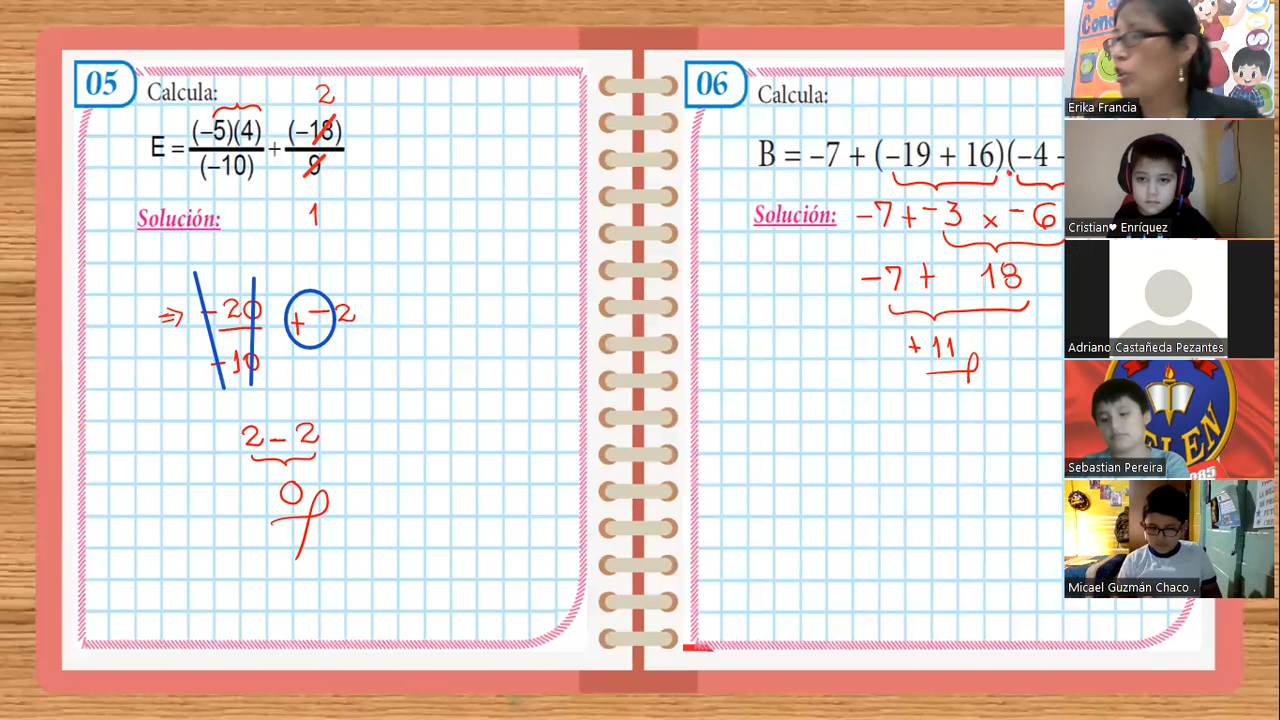 05
Calcula:
2
E = (–5)(4)/(–10) + (–18)/9
1
Solución:
⇒ -20/-10 + -2
2 - 2
0
06
Calcula:
B = –7 + (–19 + 16)(–4 –
Solución:
-7 + -3 x -6
-7 + 18
+ 11
Erika Francia
Cristian♥ Enríquez
Adriano Castañeda Pezantes
ELEN
Sebastian Pereira
Micael Guzmán Chaco .